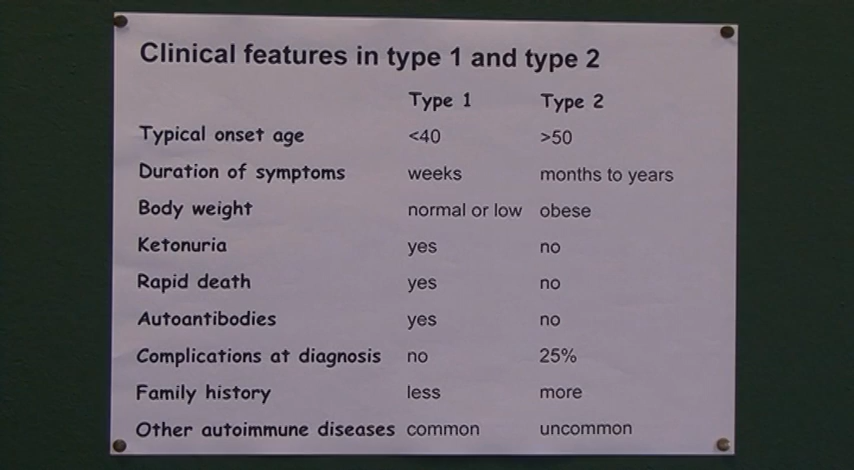 Clinical features in type 1 and type 2
Type 1 Type 2
Typical onset age <40 >50
Duration of symptoms weeks months to years
Body weight normal or low obese
Ketonuria yes no
Rapid death yes no
Autoantibodies yes no
Complications at diagnosis no 25%
Family history less more
Other autoimmune diseases common uncommon